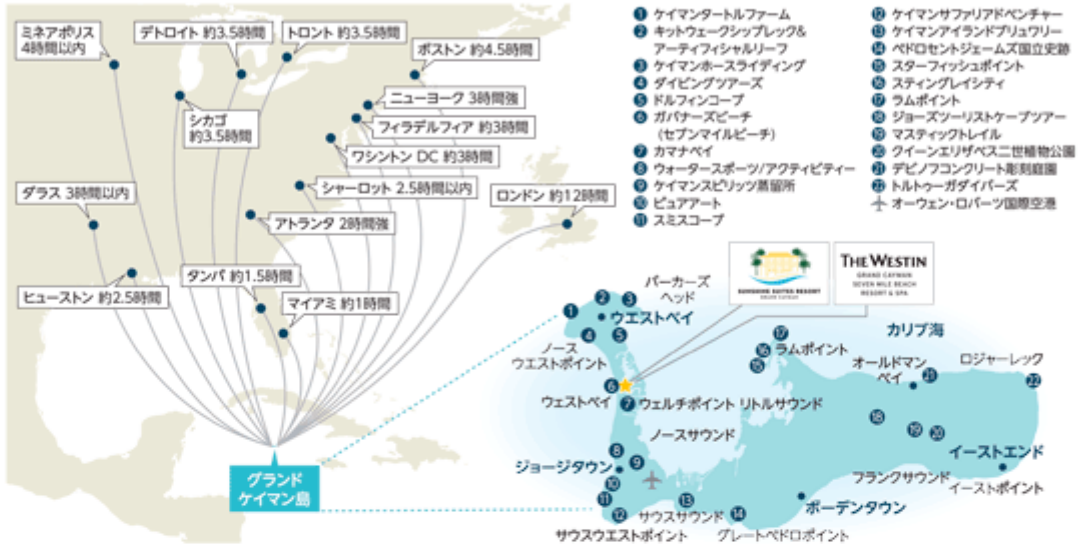 ミネアポリス
4時間以内
デトロイト 約3.5時間
トロント 約3.5時間
ボストン 約4.5時間
シカゴ
約3.5時間
ニューヨーク 3時間強
フィラデルフィア 約3時間
ワシントン DC 約3時間
シャーロット 2.5時間以内
ロンドン 約12時間
ダラス 3時間以内
アトランタ 2時間強
タンパ 約1.5時間
ヒューストン 約2.5時間
マイアミ 約1時間
グランド
ケイマン島
1 ケイマンタートルファーム
2 キットウェークシップレック&
アーティフィシャルリーフ
3 ケイマンホースライディング
4 ダイビングツアーズ
5 ドルフィンコーブ
6 ガバナーズビーチ
(セブンマイルビーチ)
7 カマナベイ
8 ウォータースポーツ/アクティビティー
9 ケイマンスピリッツ蒸留所
10 ピュアアート
11 スミスコーブ
12 ケイマンサファリアドベンチャー
13 ケイマンアイランドブリュワリー
14 ペドロセントジェームズ国立史跡
15 スターフィッシュポイント
16 スティングレイシティ
17 ラムポイント
18 ジョーズツーリストケーブツアー
19 マスティックトレイル
20 クイーンエリザベス二世植物公園
21 デビノフコンクリート彫刻庭園
22 トルトゥーガダイバーズ
オーウェン・ロバーツ国際空港
SUNSHINE SUITES RESORT
GRAND CAYMAN
THE WESTIN
GRAND CAYMAN
SEVEN MILE BEACH
RESORT & SPA
バーカーズ
ヘッド
1
2
3
ウエストベイ
4
5
ノース
ウエストポイント
17
16
15
ラムポイント
カリブ海
オールドマン
ベイ
21
ロジャーレック
22
6
ウェストベイ
7
ウェルチポイント
リトルサウンド
18
19
20
ノースサウンド
イーストエンド
8
9
ジョージタウン
10
フランクサウンド
イーストポイント
11
12
13
サウスサウンド
14
ボーデンタウン
サウスウエストポイント
グレートペドロポイント